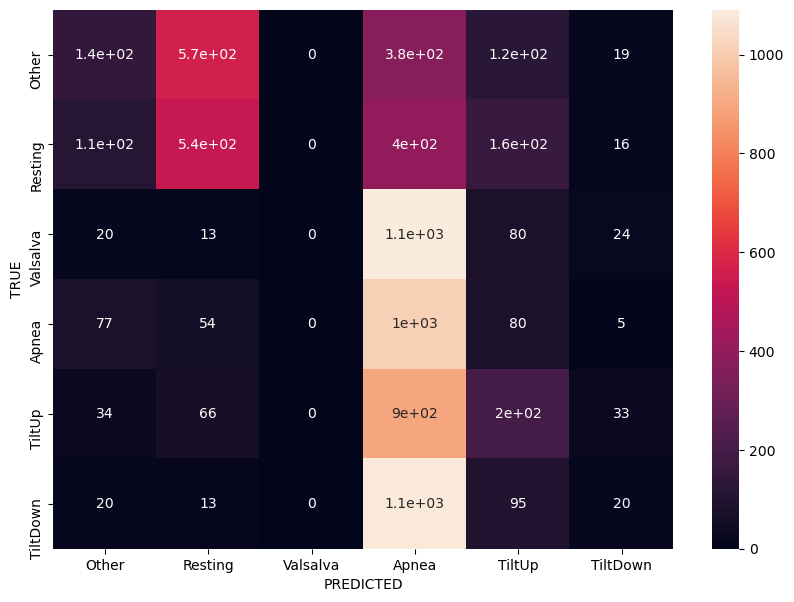 Other 1.4e+02 5.7e+02 0 3.8e+02 1.2e+02 19
Resting 1.1e+02 5.4e+02 0 4e+02 1.6e+02 16
Valsalva 20 13 0 1.1e+03 80 24
Apnea 77 54 0 1e+03 80 5
TiltUp 34 66 0 9e+02 2e+02 33
TiltDown 20 13 0 1.1e+03 95 20
TRUE
Other Resting Valsalva Apnea TiltUp TiltDown
PREDICTED
1000
800
600
400
200
0